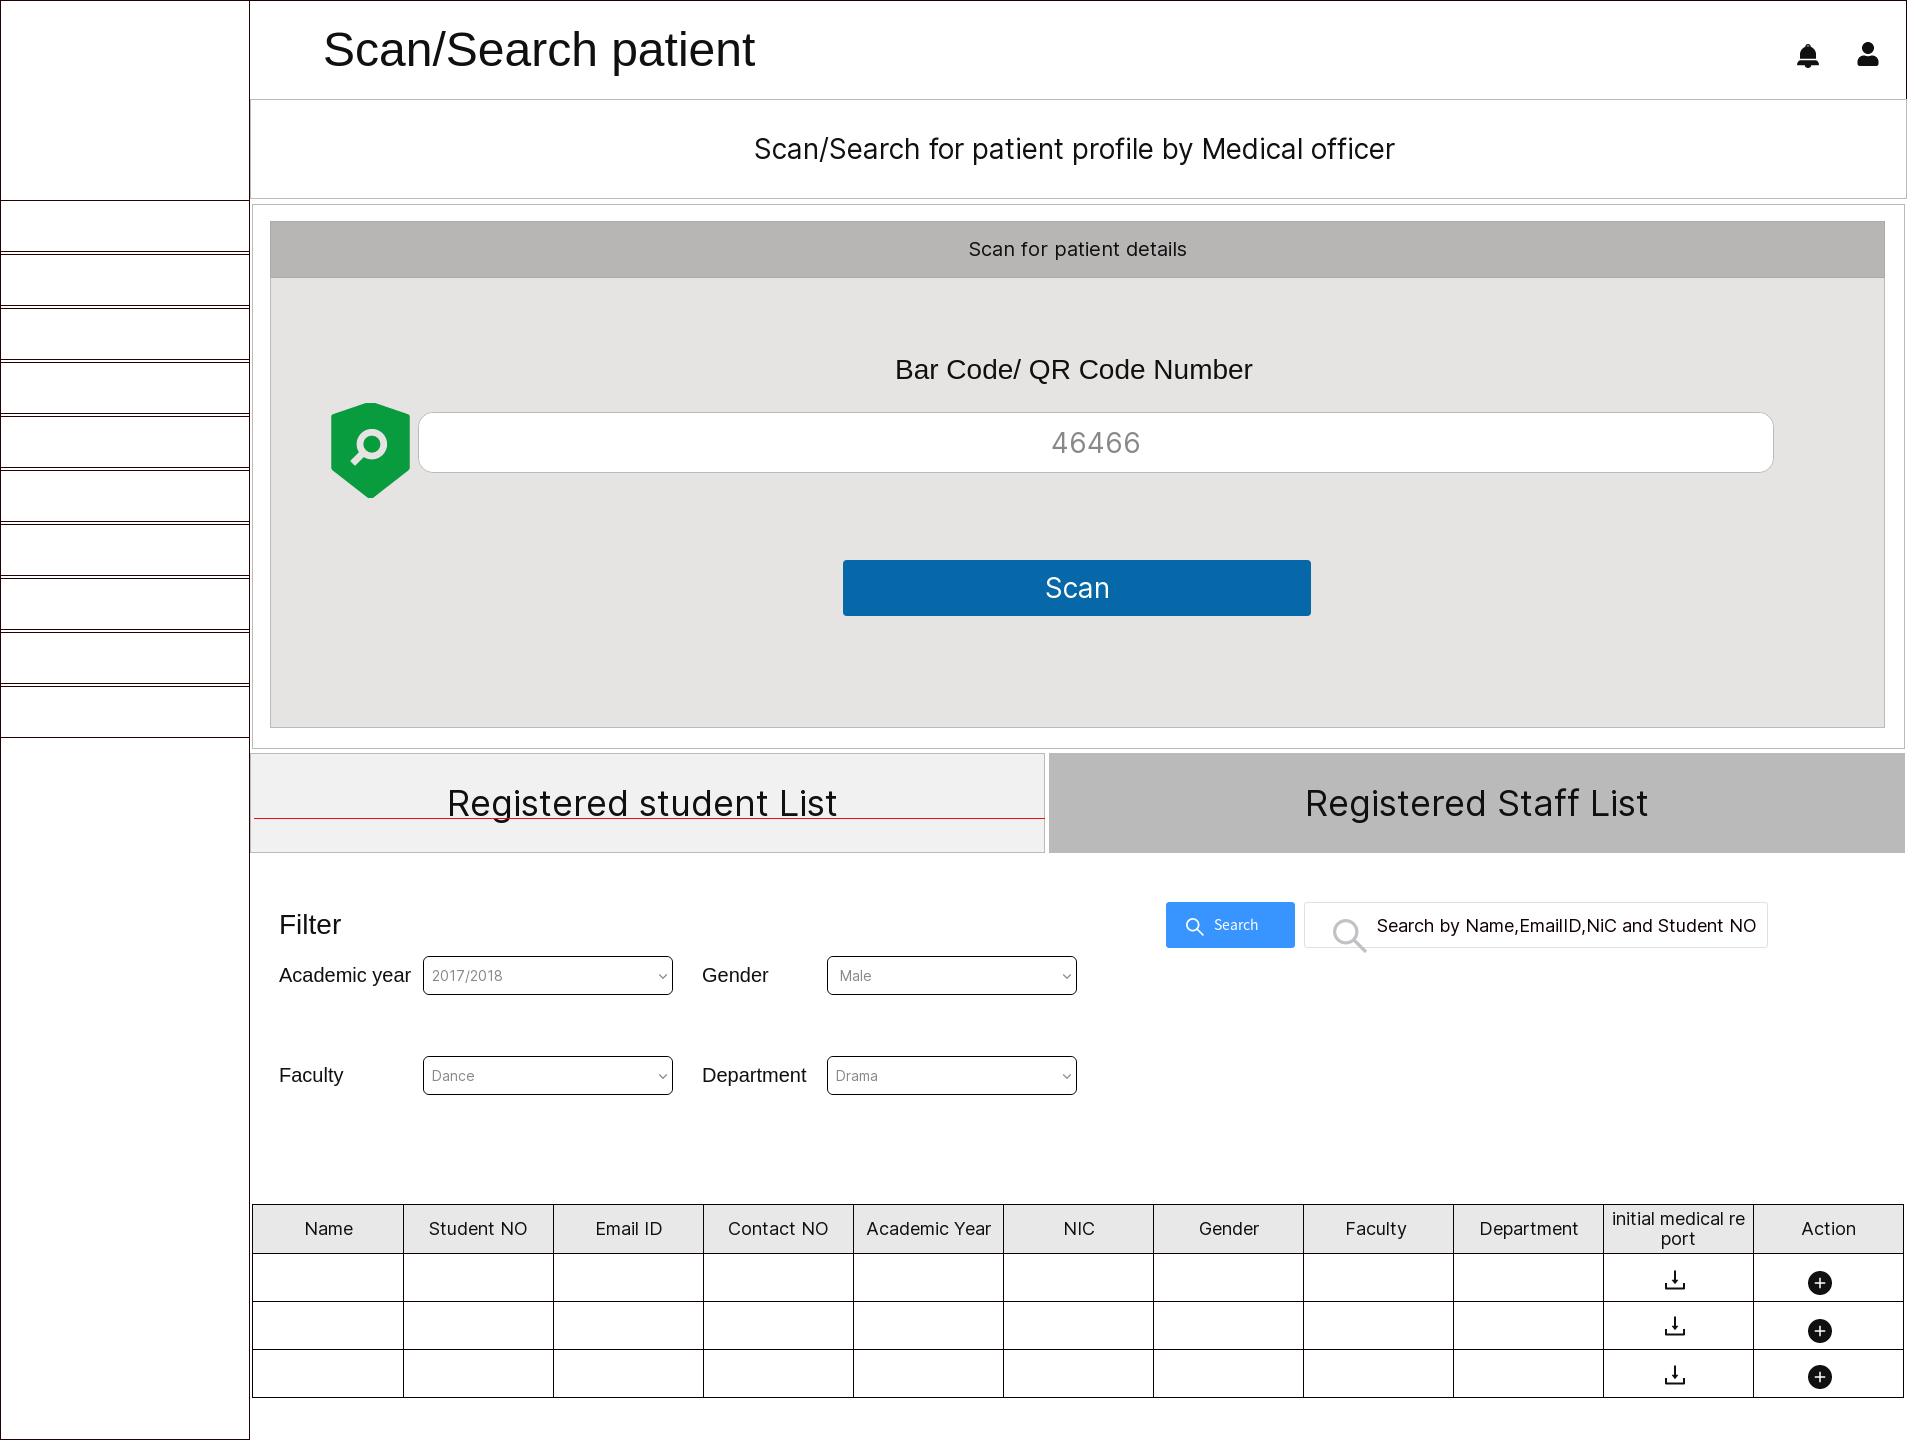 Scan/Search patient
Scan/Search for patient profile by Medical officer
Scan for patient details
Bar Code/ QR Code Number
46466
Scan
Registered student List
Registered Staff List
Filter
Search
Search by Name,EmailID,NiC and Student NO
Academic year
2017/2018
Gender
Male
Faculty
Dance
Department
Drama
Name
Student NO
Email ID
Contact NO
Academic Year
NIC
Gender
Faculty
Department
initial medical re
port
Action